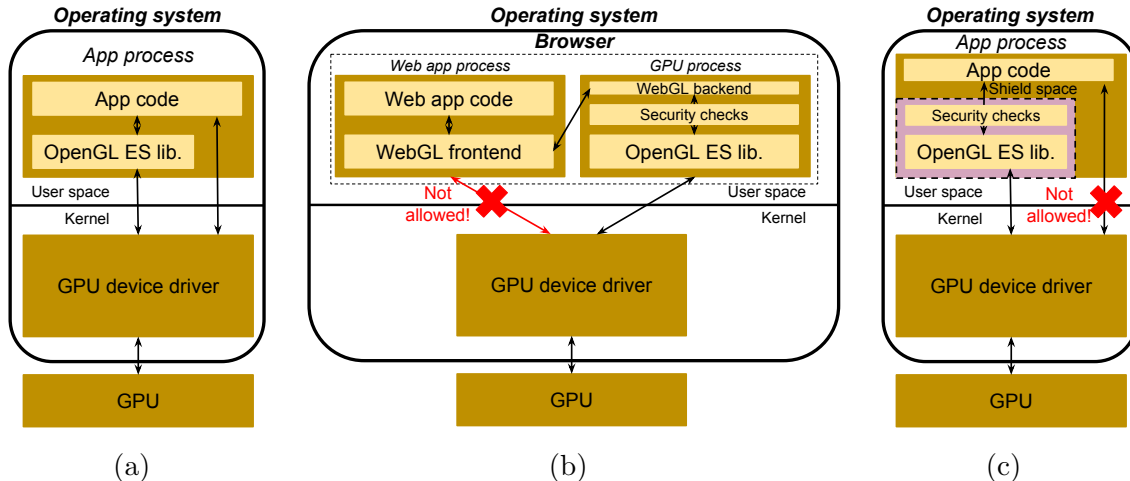 Operating system
App process
App code
OpenGL ES lib.
User space
Kernel
GPU device driver
GPU
(a)
Operating system
Browser
Web app process
GPU process
Web app code
WebGL backend
Security checks
WebGL frontend
OpenGL ES lib.
Not
allowed!
User space
Kernel
GPU device driver
GPU
(b)
Operating system
App process
App code
Shield space
Security checks
OpenGL ES lib.
User space
Not
allowed!
Kernel
GPU device driver
GPU
(c)